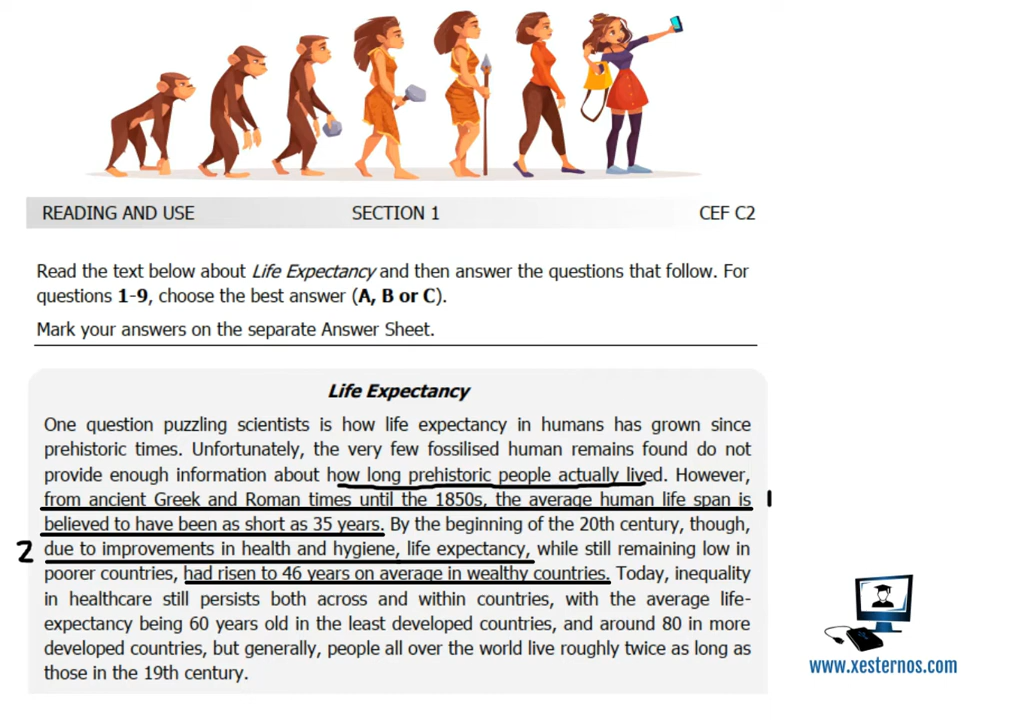 READING AND USE SECTION 1 CEF C2
Read the text below about Life Expectancy and then answer the questions that follow. For
questions 1-9, choose the best answer (A, B or C).
Mark your answers on the separate Answer Sheet.
Life Expectancy
One question puzzling scientists is how life expectancy in humans has grown since
prehistoric times. Unfortunately, the very few fossilised human remains found do not
provide enough information about how long prehistoric people actually lived. However,
from ancient Greek and Roman times until the 1850s, the average human life span is 1
believed to have been as short as 35 years. By the beginning of the 20th century, though,
2 due to improvements in health and hygiene, life expectancy, while still remaining low in
poorer countries, had risen to 46 years on average in wealthy countries. Today, inequality
in healthcare still persists both across and within countries, with the average life-
expectancy being 60 years old in the least developed countries, and around 80 in more
developed countries, but generally, people all over the world live roughly twice as long as
those in the 19th century.
www.xesternos.com